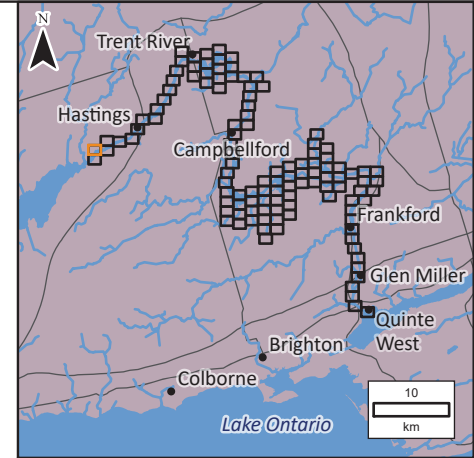 N
Trent River
Hastings
Campbellford
Frankford
Glen Miller
Quinte
West
Brighton
Colborne
Lake Ontario
10
km